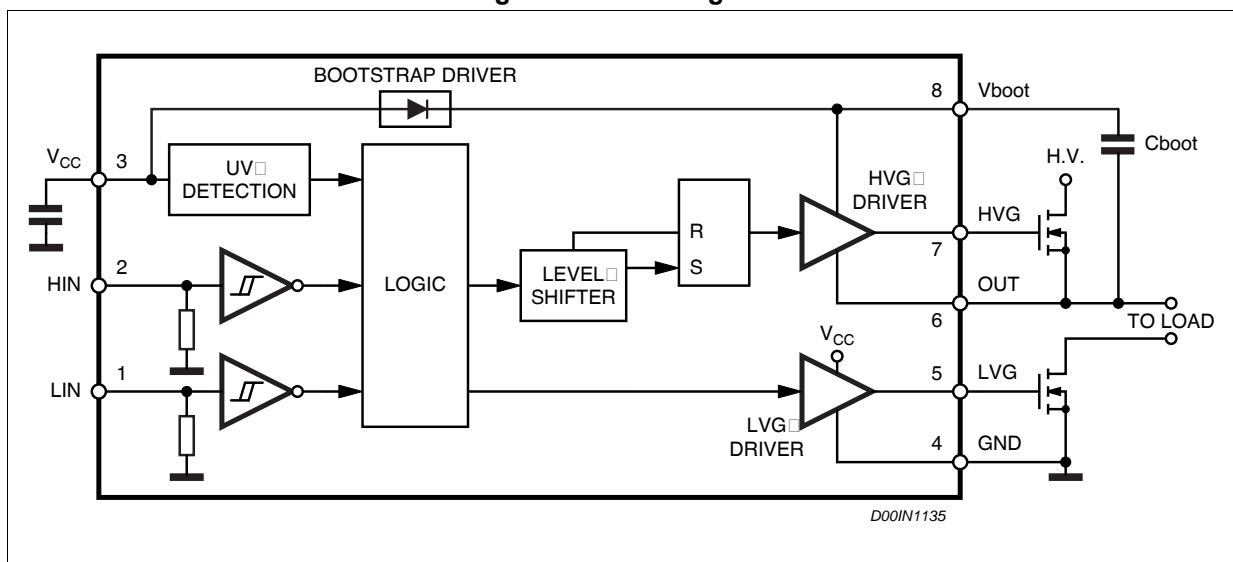 BOOTSTRAP DRIVER
8
Vboot
VCC
3
UV
DETECTION
H.V.
Cboot
HVG
DRIVER
HVG
7
R
S
HIN
2
LOGIC
LEVEL
SHIFTER
OUT
6
TO LOAD
VCC
LIN
1
5
LVG
LVG
DRIVER
4
GND
D00IN1135